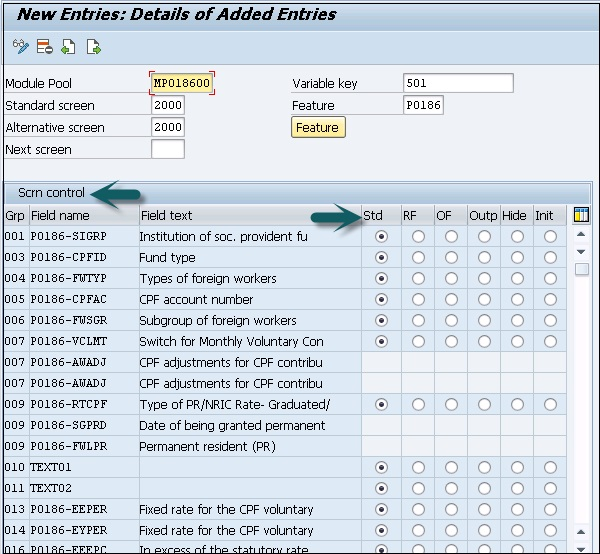 New Entries: Details of Added Entries
Module Pool MP018600 Variable key 501
Standard screen 2000 Feature P0186
Alternative screen 2000 Feature
Next screen
Scrn control
Grp Field name Field text Std RF OF Outp Hide Init
001 P0186-SIGRP Institution of soc. provident fu
003 P0186-CPFID Fund type
004 P0186-FWTYP Types of foreign workers
005 P0186-CPFAC CPF account number
006 P0186-FWSGR Subgroup of foreign workers
007 P0186-VCLMT Switch for Monthly Voluntary Con
007 P0186-AWADJ CPF adjustments for CPF contribu
007 P0186-AWADJ CPF adjustments for CPF contribu
009 P0186-RTCPF Type of PR/NRIC Rate- Graduated/
009 P0186-SGPRD Date of being granted permanent
009 P0186-FWLPR Permanent resident (PR)
010 TEXT01
011 TEXT02
013 P0186-EEPER Fixed rate for the CPF voluntary
014 P0186-EYPER Fixed rate for the CPF voluntary
016 P0186-EEEPC In excess of the statutory rate